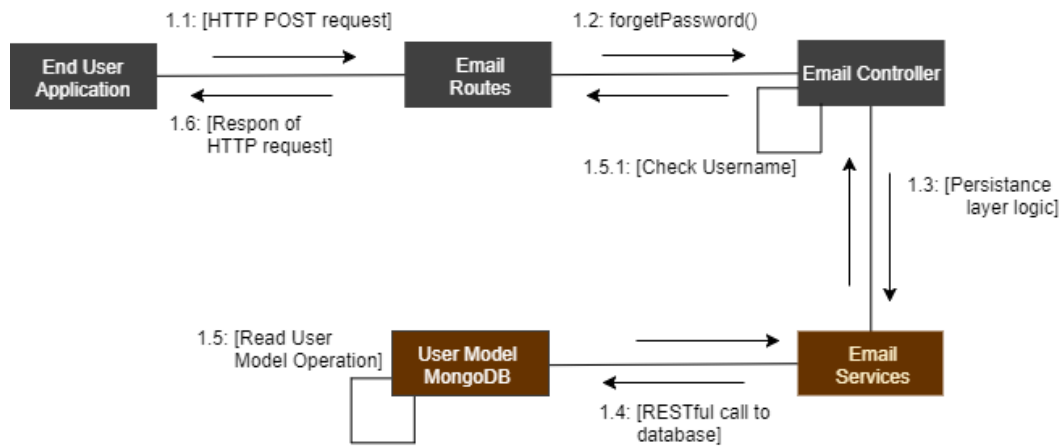 1.1: [HTTP POST request]
1.2: forgetPassword()
End User
Application
Email
Routes
Email Controller
1.6: [Respon of
HTTP request]
1.5.1: [Check Username]
1.3: [Persistance
layer logic]
1.5: [Read User
Model Operation]
User Model
MongoDB
Email
Services
1.4: [RESTful call to
database]